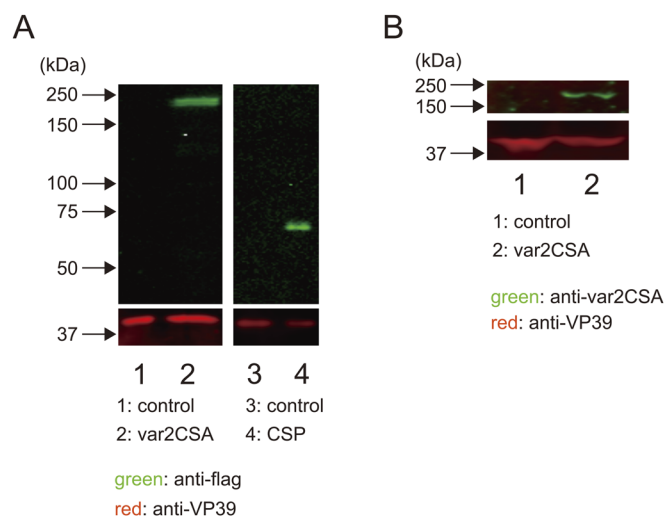 A
(kDa)
250
150
100
75
50
37
1 2 3 4
1: control 3: control
2: var2CSA 4: CSP
green: anti-flag
red: anti-VP39
B
(kDa)
250
150
37
1 2
1: control
2: var2CSA
green: anti-var2CSA
red: anti-VP39